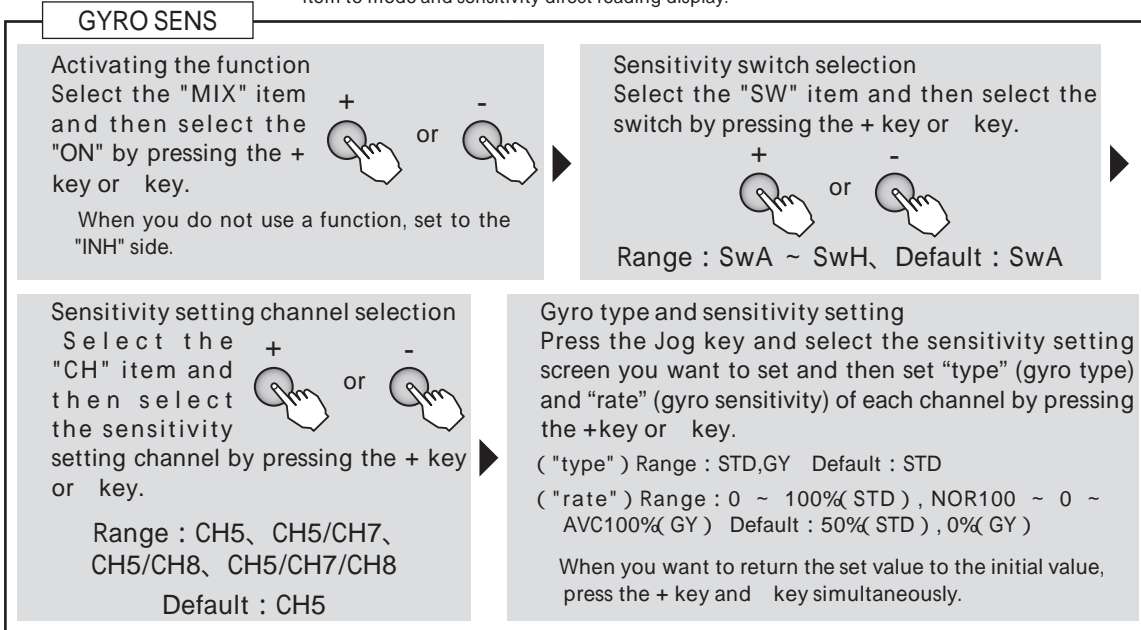 item to mode and sensitivity direct reading display.
GYRO SENS
Activating the function
Select the "MIX" item
and then select the
"ON" by pressing the +
key or key.
+ or -
When you do not use a function, set to the
"INH" side.
Sensitivity switch selection
Select the "SW" item and then select the
switch by pressing the + key or key.
+ or -
Range : SwA ~ SwH、Default : SwA
Sensitivity setting channel selection
Select the
"CH" item and
then select
the sensitivity
+ or -
setting channel by pressing the + key
or key.
Range : CH5、CH5/CH7、
CH5/CH8、CH5/CH7/CH8
Default : CH5
Gyro type and sensitivity setting
Press the Jog key and select the sensitivity setting
screen you want to set and then set “type” (gyro type)
and “rate” (gyro sensitivity) of each channel by pressing
the +key or key.
( "type" ) Range : STD,GY Default : STD
( "rate" ) Range : 0 ~ 100%( STD ) , NOR100 ~ 0 ~
AVC100%( GY ) Default : 50%( STD ) , 0%( GY )
When you want to return the set value to the initial value,
press the + key and key simultaneously.